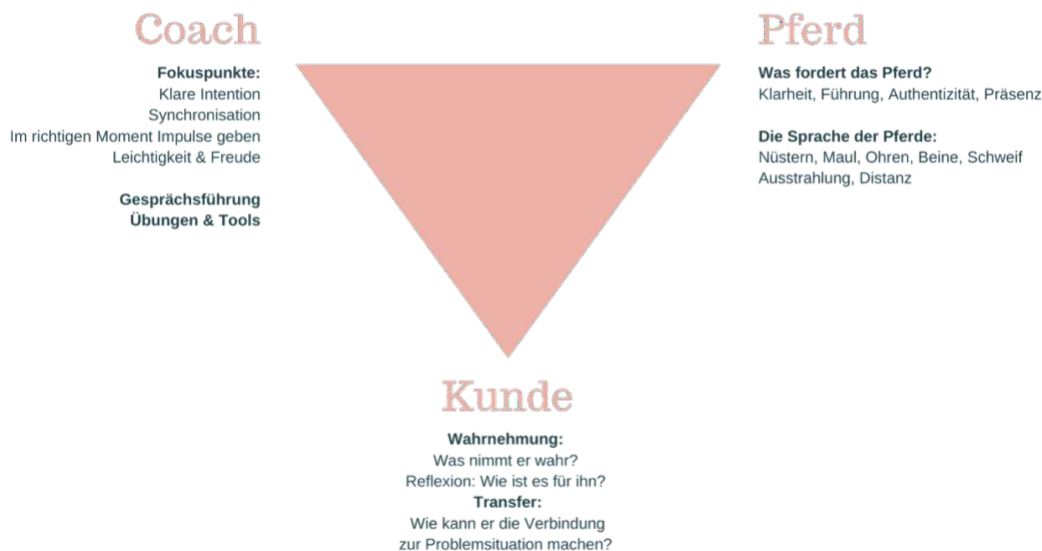 Coach
Fokuspunkte:
Klare Intention
Synchronisation
Im richtigen Moment Impulse geben
Leichtigkeit & Freude
Gesprächsführung
Übungen & Tools
Pferd
Was fordert das Pferd?
Klarheit, Führung, Authentizität, Präsenz
Die Sprache der Pferde:
Nüstern, Maul, Ohren, Beine, Schweif
Ausstrahlung, Distanz
Kunde
Wahrnehmung:
Was nimmt er wahr?
Reflexion: Wie ist es für ihn?
Transfer:
Wie kann er die Verbindung
zur Problemsituation machen?